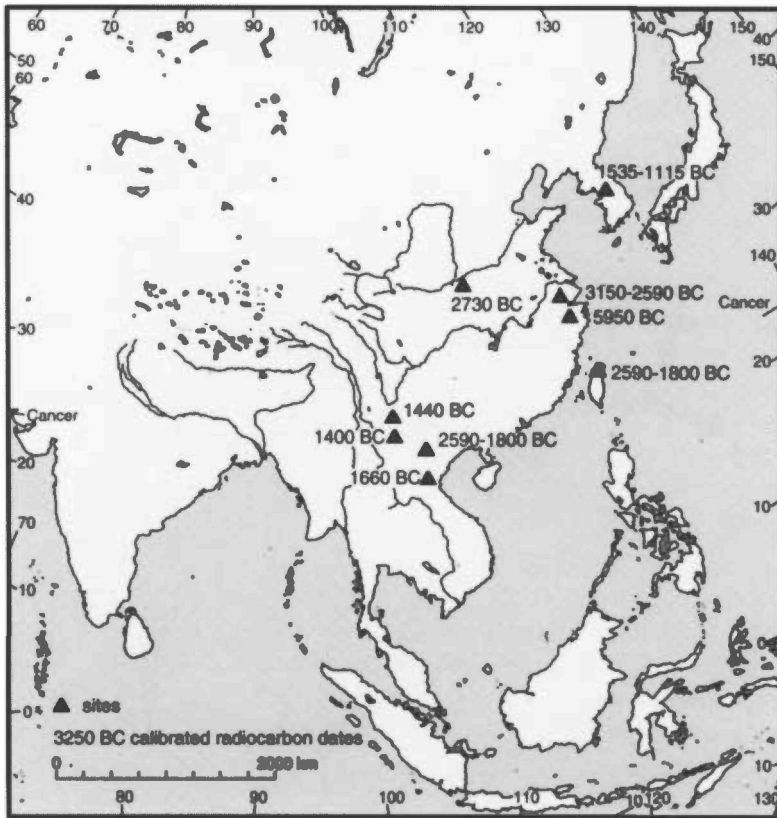 60 70 80 90 100 110 120 130 140 150
50
60
40
150
1535-1115 BC
40
30
140
3150-2590 BC
2730 BC
Cancer
5950 BC
30
20
2590-1800 BC
Cancer
1440 BC
1400 BC
2590-1800 BC
20
1660 BC
70
10
10
0
0
sites
3250 BC calibrated radiocarbon dates
0 2000 km
10
80 90 100 110 10 120 130